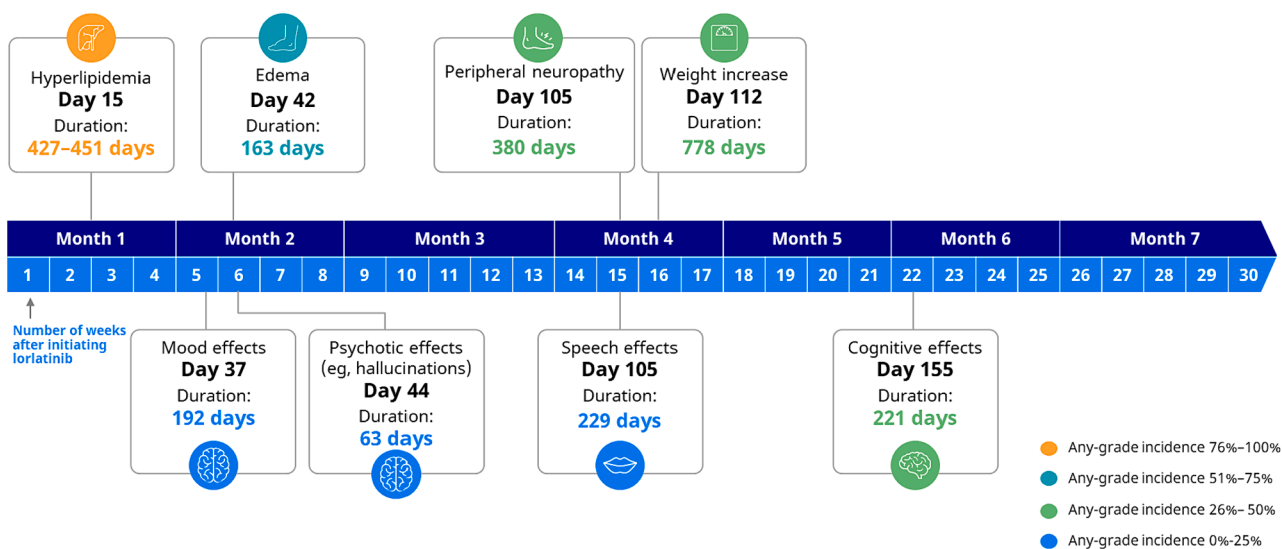 Hyperlipidemia
Day 15
Duration:
427–451 days
Edema
Day 42
Duration:
163 days
Peripheral neuropathy
Day 105
Duration:
380 days
Weight increase
Day 112
Duration:
778 days
Month 1 Month 2 Month 3 Month 4 Month 5 Month 6 Month 7
1 2 3 4 5 6 7 8 9 10 11 12 13 14 15 16 17 18 19 20 21 22 23 24 25 26 27 28 29 30
Number of weeks
after initiating
lorlatinib
Mood effects
Day 37
Duration:
192 days
Psychotic effects
(eg, hallucinations)
Day 44
Duration:
63 days
Speech effects
Day 105
Duration:
229 days
Cognitive effects
Day 155
Duration:
221 days
Any-grade incidence 76%–100%
Any-grade incidence 51%–75%
Any-grade incidence 26%– 50%
Any-grade incidence 0%-25%